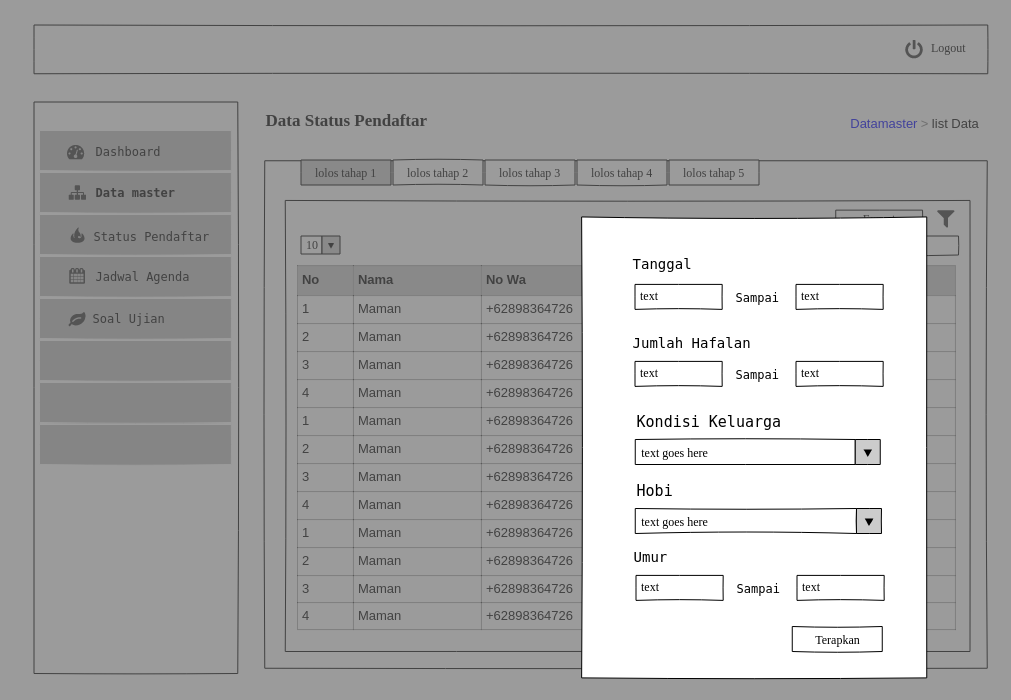 Logout
Dashboard
Data master
Status Pendaftar
Jadwal Agenda
Soal Ujian
Data Status Pendaftar
Datamaster > list Data
lolos tahap 1 lolos tahap 2 lolos tahap 3 lolos tahap 4 lolos tahap 5
10
No Nama No Wa
1 Maman +62898364726
2 Maman +62898364726
3 Maman +62898364726
4 Maman +62898364726
1 Maman +62898364726
2 Maman +62898364726
3 Maman +62898364726
4 Maman +62898364726
1 Maman +62898364726
2 Maman +62898364726
3 Maman +62898364726
4 Maman +62898364726
Tanggal
text Sampai text
Jumlah Hafalan
text Sampai text
Kondisi Keluarga
text goes here
Hobi
text goes here
Umur
text Sampai text
Terapkan